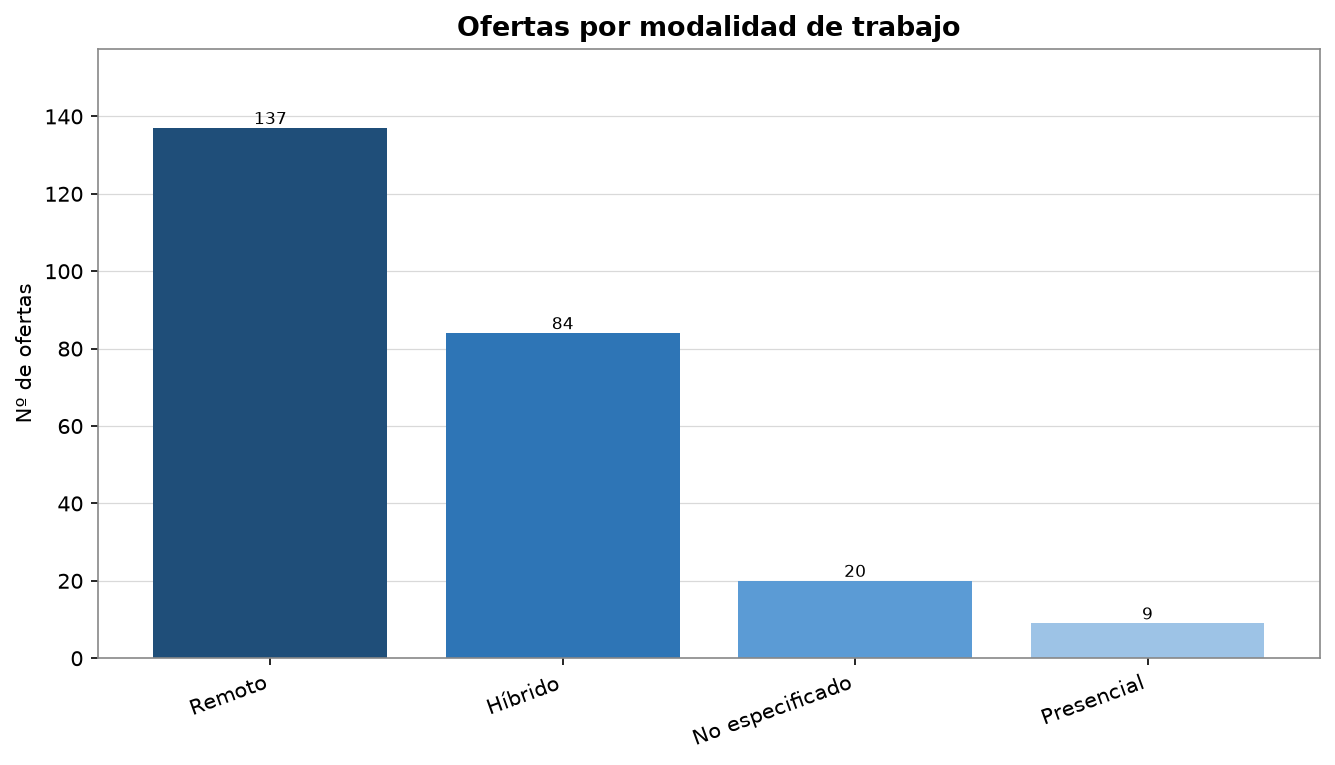 Ofertas por modalidad de trabajo
Nº de ofertas
140
120
100
80
60
40
20
0
137
84
20
9
Remoto
Híbrido
No especificado
Presencial